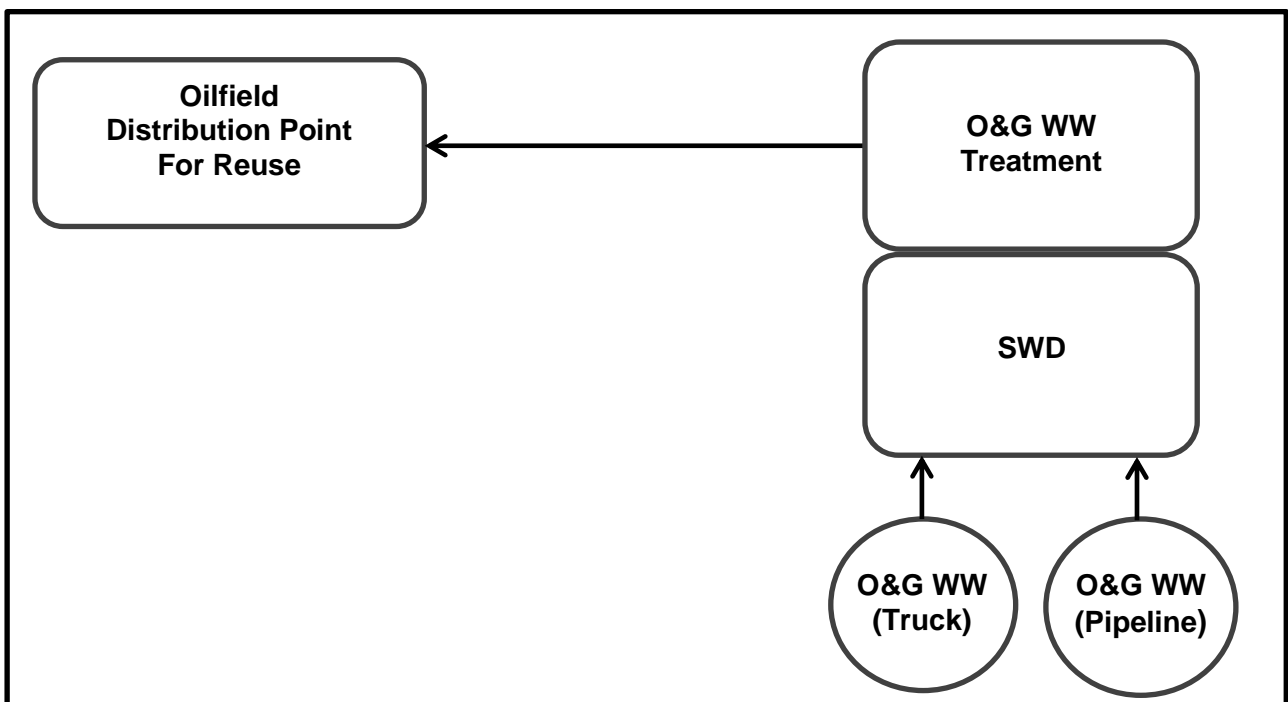 Oilfield
Distribution Point
For Reuse
O&G WW
Treatment
SWD
O&G WW
(Truck)
O&G WW
(Pipeline)